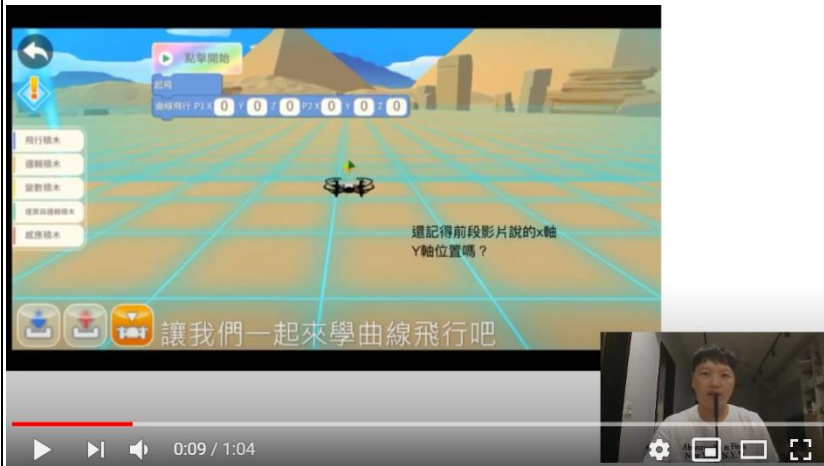 點擊開始
起飛
曲線飛行 P1 X 0 Y 0 Z 0 P2 X 0 Y 0 Z 0
飛行積木
邏輯積木
變數積木
運算與邏輯積木
感應積木
還記得前段影片說的x軸
Y軸位置嗎？
讓我們一起來學曲線飛行吧
0:09 / 1:04